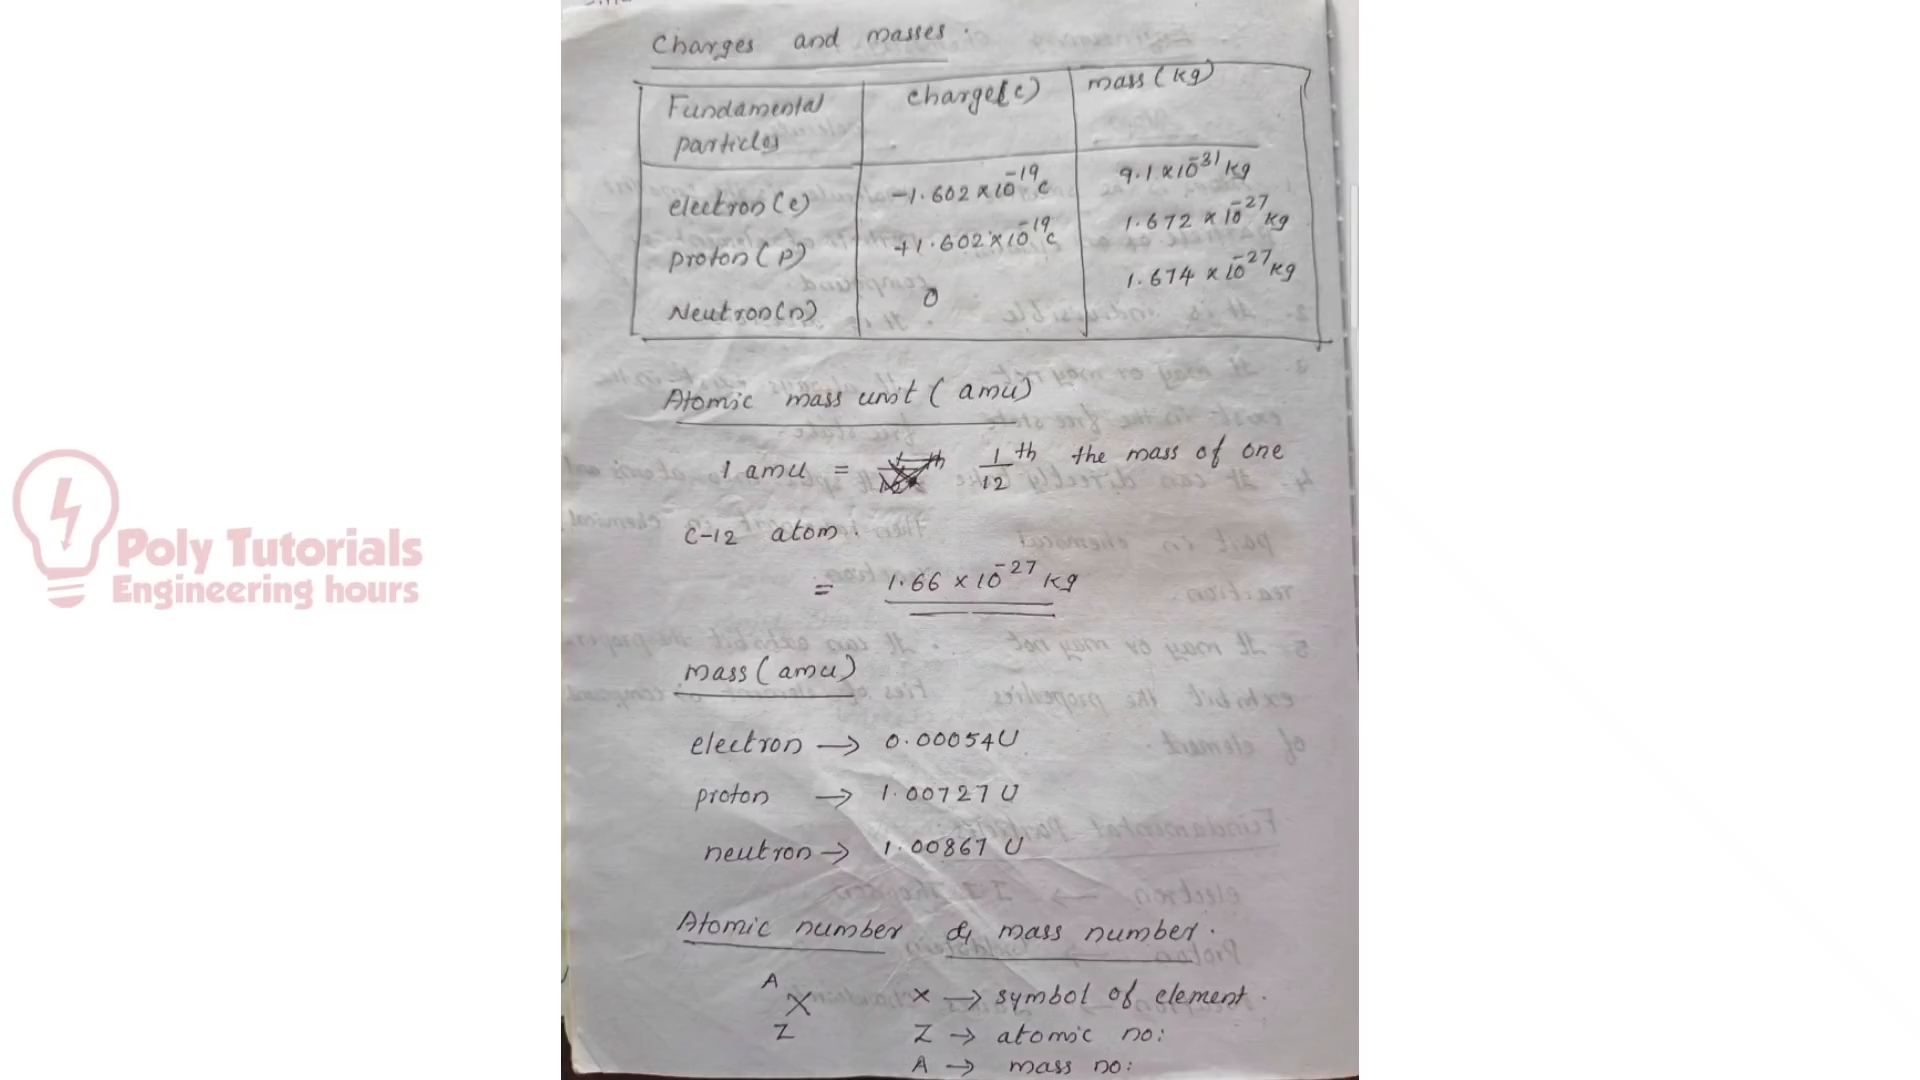 Charges and masses.
Fundamental particles
charge(c)
mass (kg)
electron(e)
-1.602 x 10^-19 c
9.1 x 10^-31 kg
proton (p)
+1.602 x 10^-19 c
1.672 x 10^-27 kg
Neutron(n)
0
1.674 x 10^-27 kg
Atomic mass unit (amu)
1 amu = 1/12 th the mass of one
C-12 atom.
= 1.66 x 10^-27 kg
mass (amu)
electron → 0.00054U
proton → 1.00727 U
neutron → 1.00867 U
Atomic number & mass number.
A
X
Z
x → symbol of element.
Z → atomic no:
A → mass no:
Poly Tutorials
Engineering hours